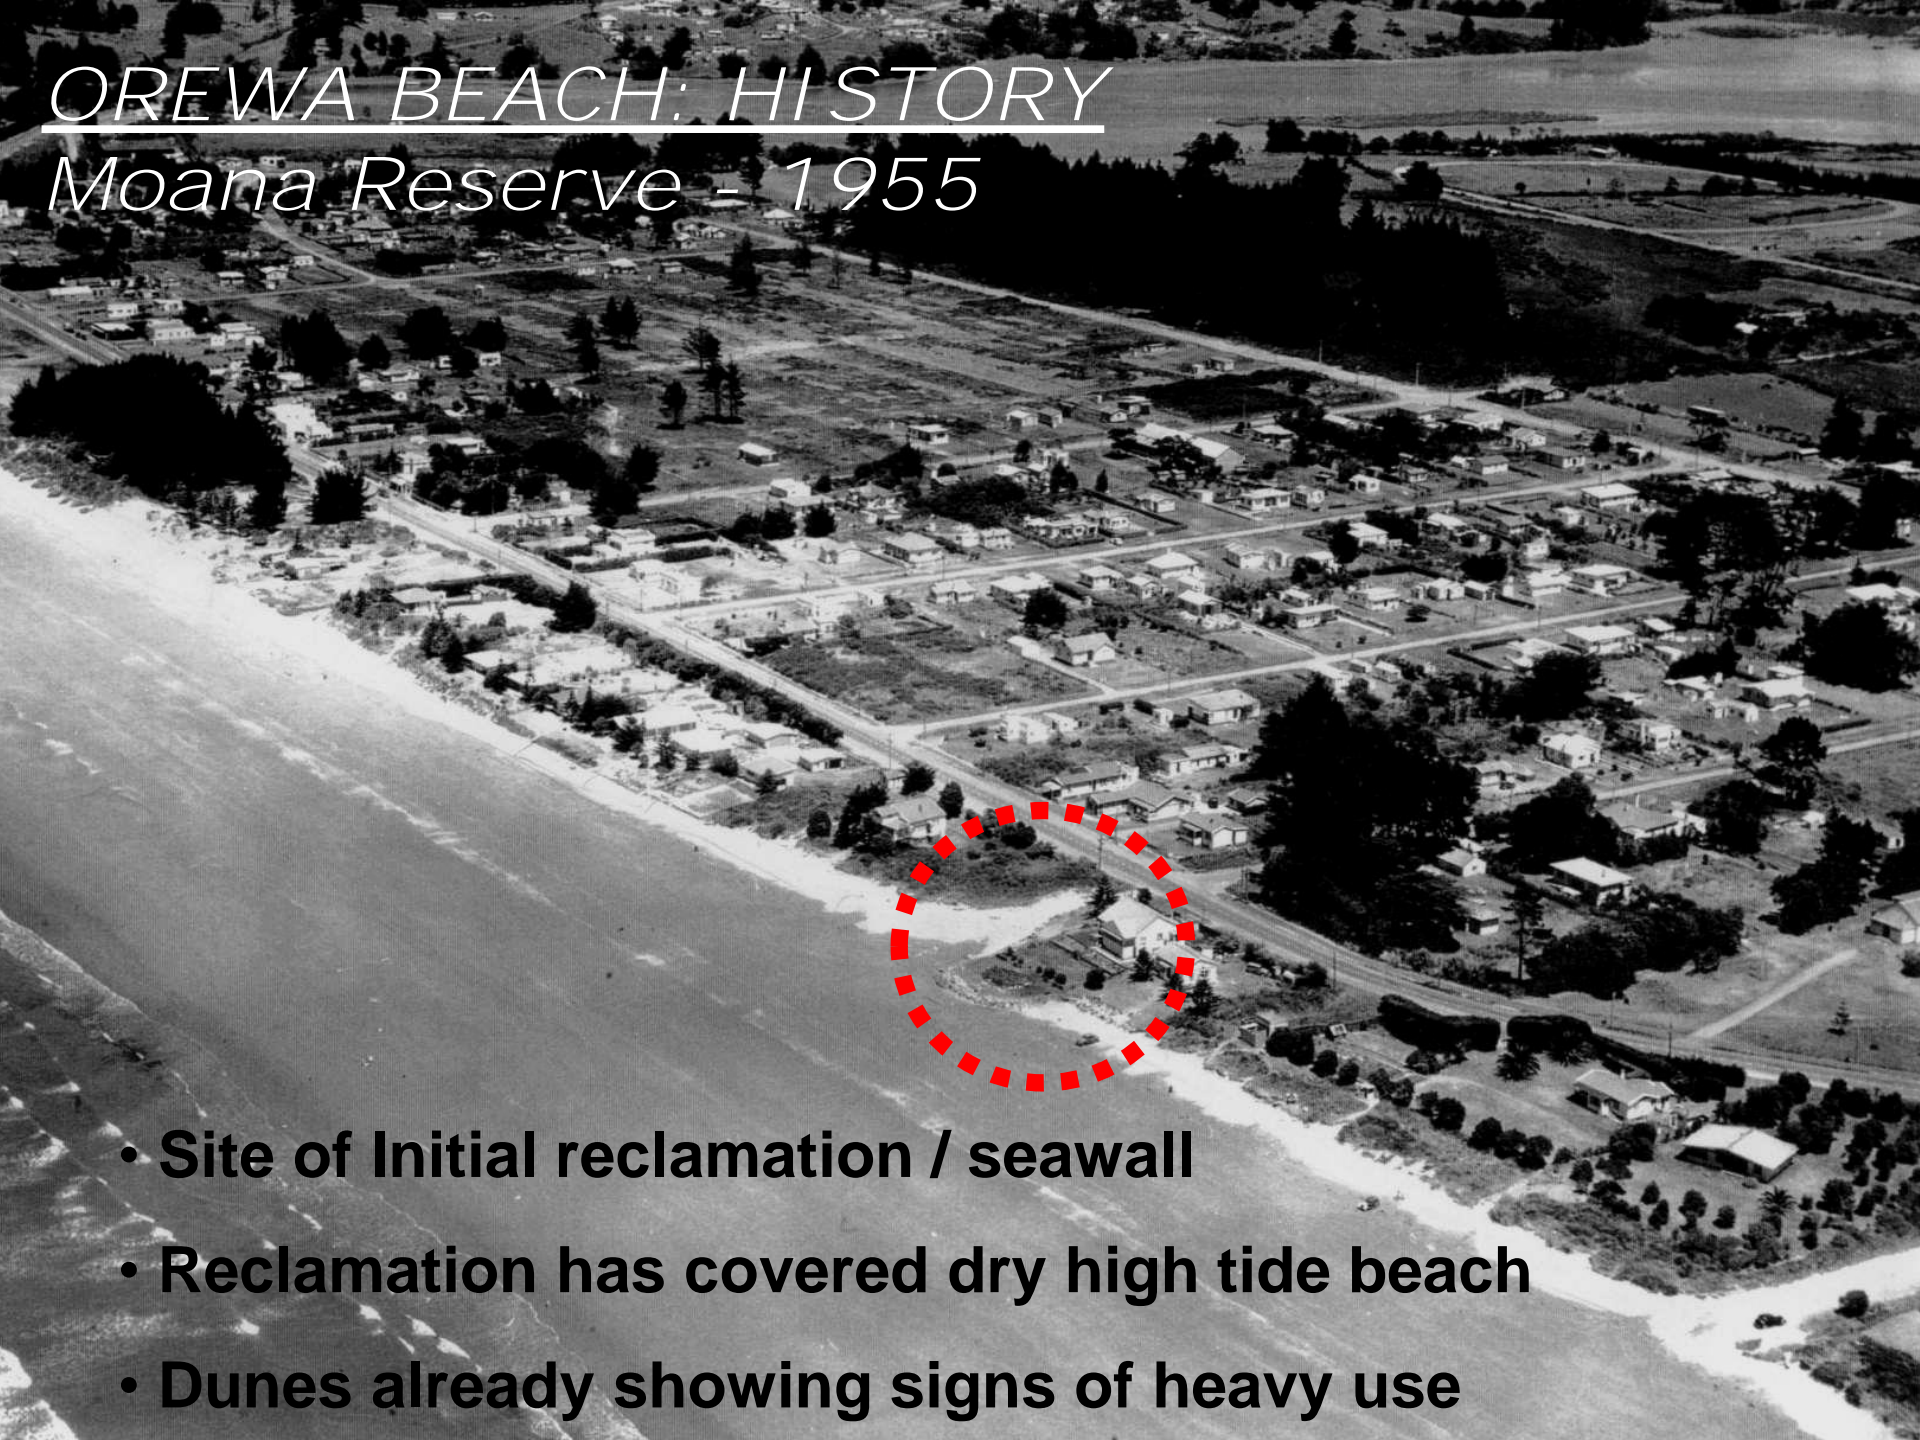 OREWA BEACH: HISTORY
Moana Reserve - 1955
• Site of Initial reclamation / seawall
• Reclamation has covered dry high tide beach
• Dunes already showing signs of heavy use